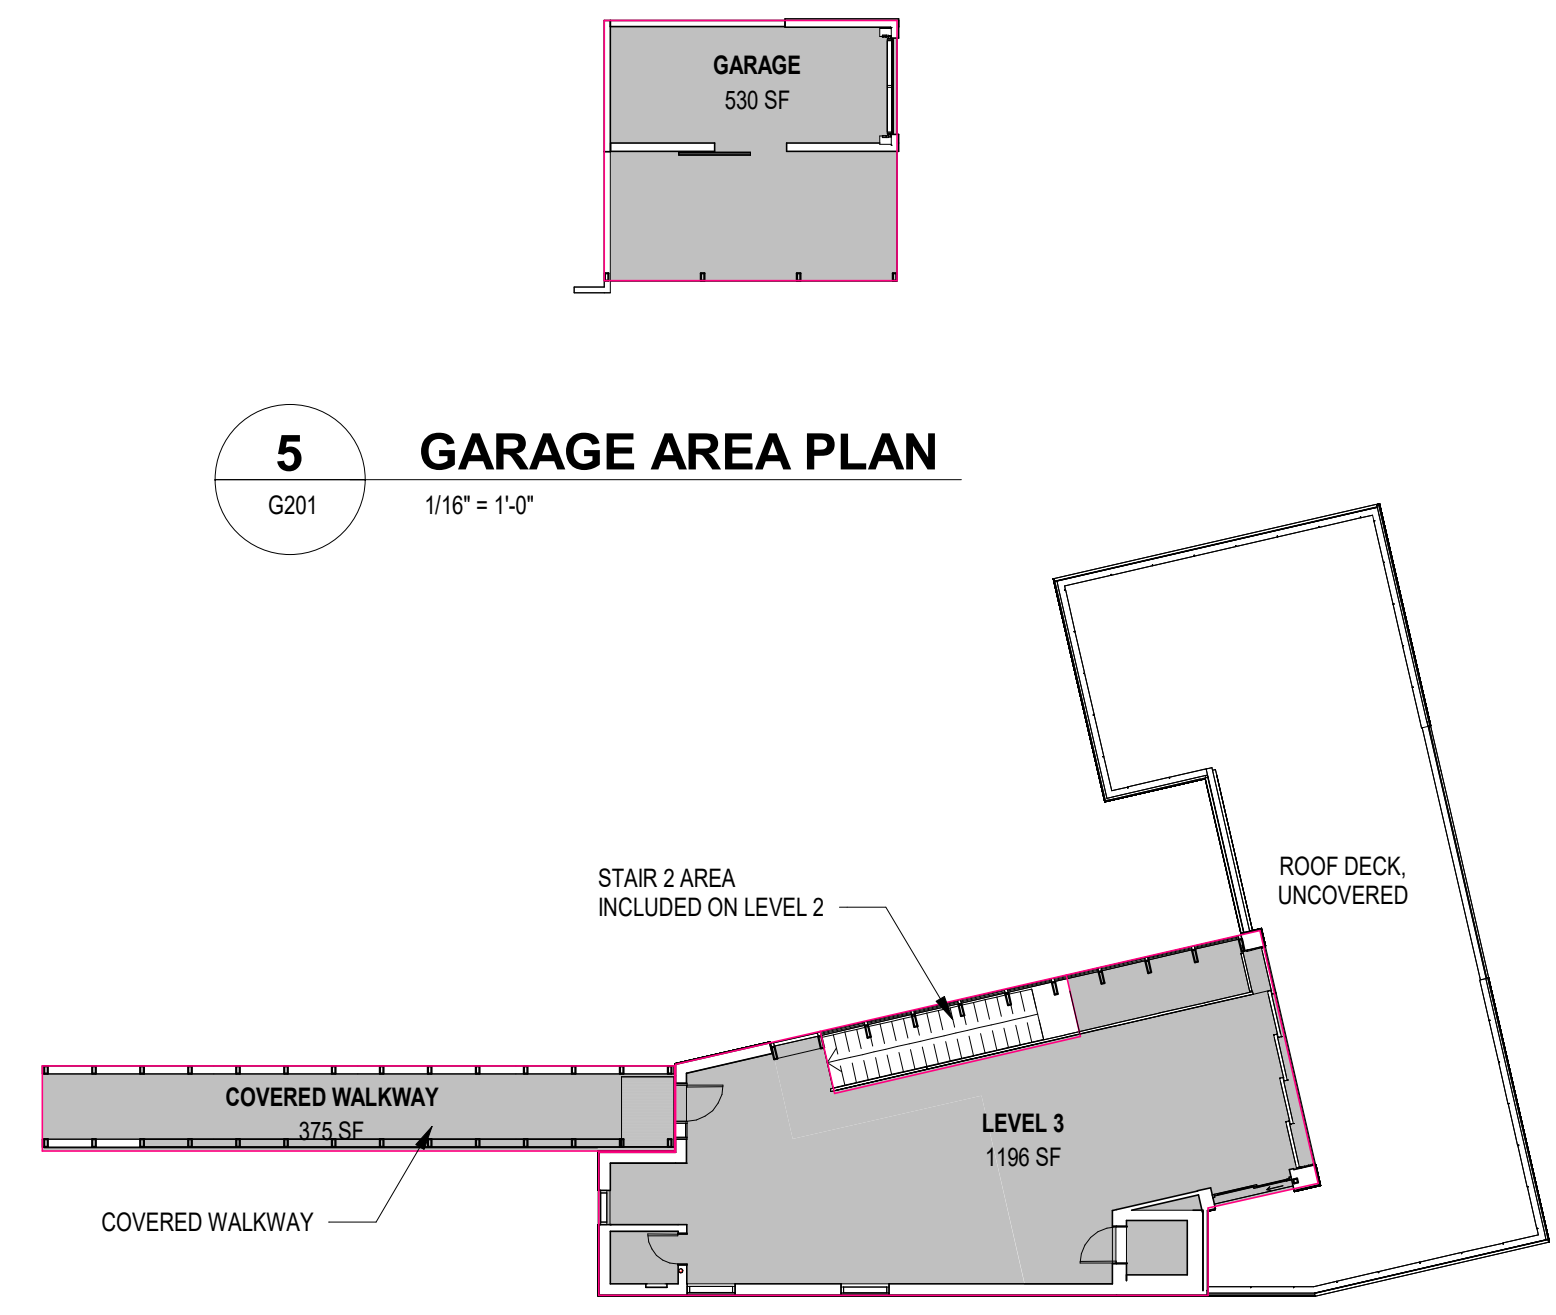 GARAGE
530 SF
5
GARAGE AREA PLAN
G201
1/16" = 1'-0"
STAIR 2 AREA
INCLUDED ON LEVEL 2
ROOF DECK,
UNCOVERED
COVERED WALKWAY
375 SF
LEVEL 3
1196 SF
COVERED WALKWAY